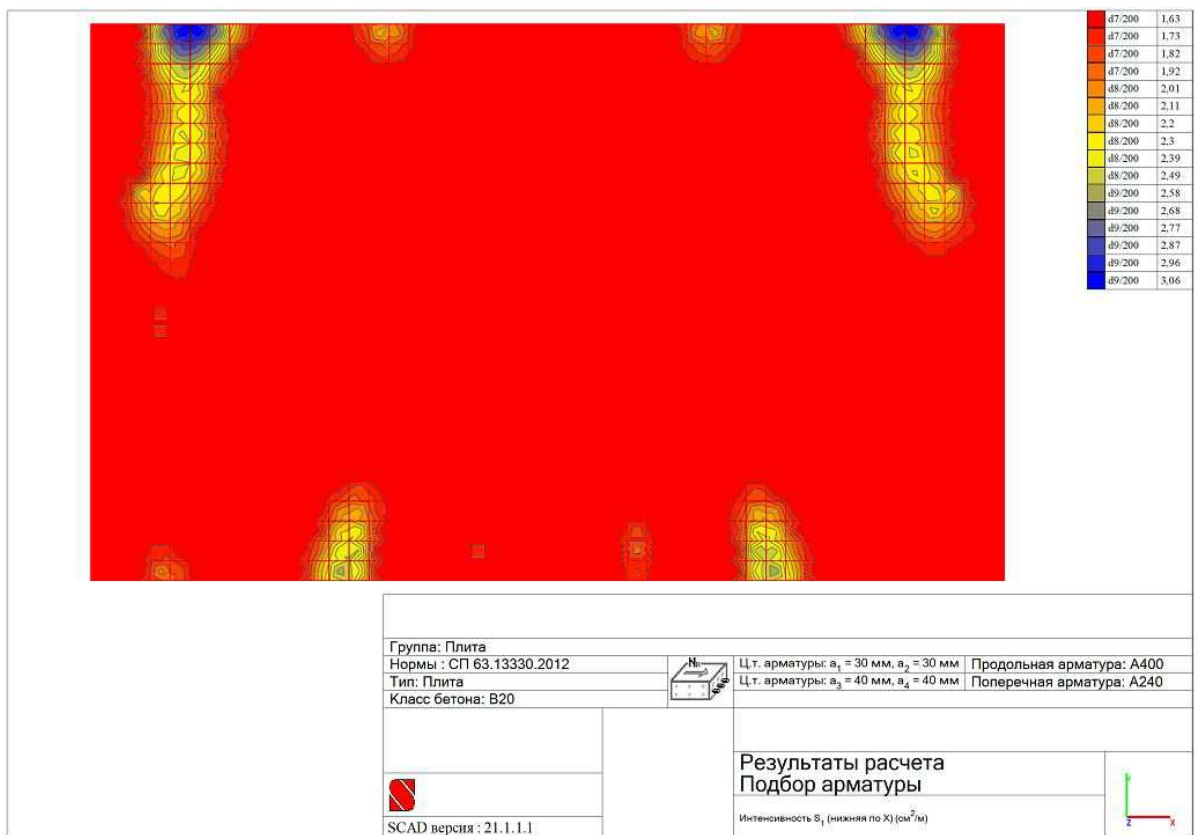 d7/200 1,63
d7/200 1,73
d7/200 1,82
d7/200 1,92
d8/200 2,01
d8/200 2,11
d8/200 2,2
d8/200 2,3
d8/200 2,39
d8/200 2,49
d9/200 2,58
d9/200 2,68
d9/200 2,77
d9/200 2,87
d9/200 2,96
d9/200 3,06
Группа: Плита
Нормы : СП 63.13330.2012
Ц.т. арматуры: a₁ = 30 мм, a₂ = 30 мм
Продольная арматура: А400
Тип: Плита
Ц.т. арматуры: a₃ = 40 мм, a₄ = 40 мм
Поперечная арматура: А240
Класс бетона: В20
Результаты расчета
Подбор арматуры
Интенсивность S₁ (нижняя по X) (см²/м)
SCAD версия : 21.1.1.1
Z X